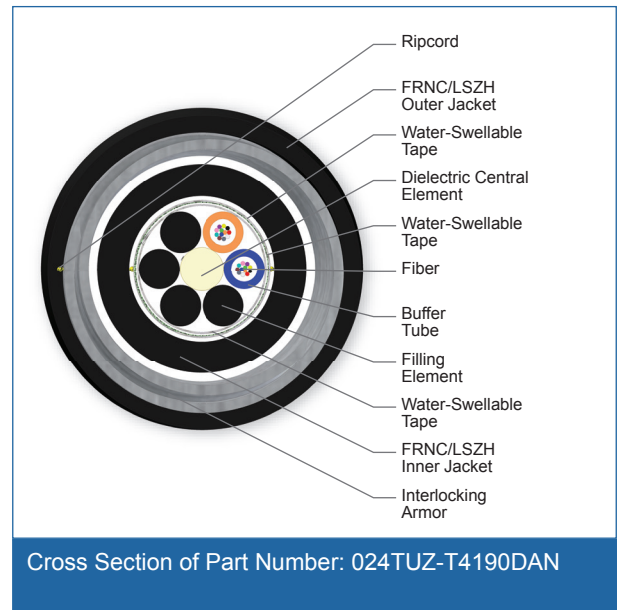 Ripcord
FRNC/LSZH
Outer Jacket
Water-Swellable
Tape
Dielectric Central
Element
Water-Swellable
Tape
Fiber
Buffer
Tube
Filling
Element
Water-Swellable
Tape
FRNC/LSZH
Inner Jacket
Interlocking
Armor
Cross Section of Part Number: 024TUZ-T4190DAN